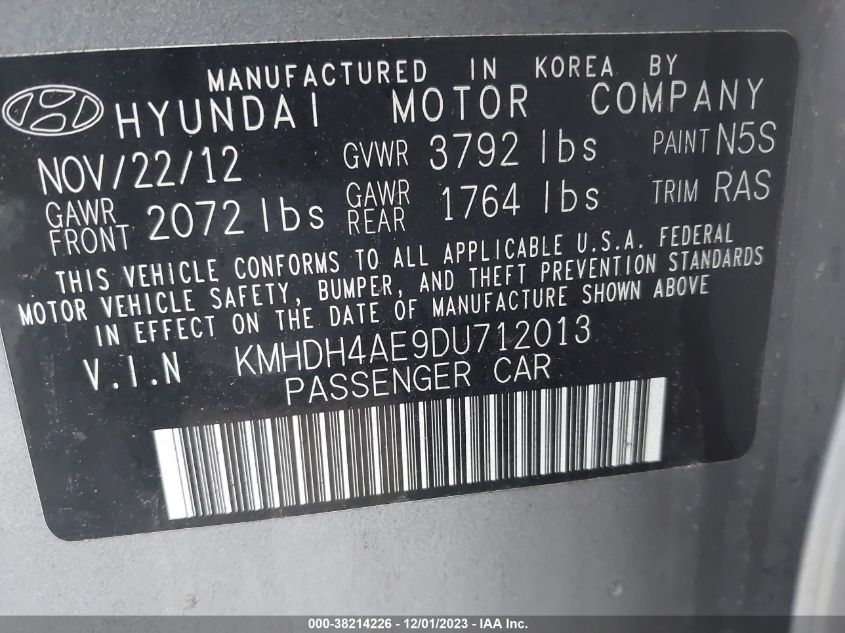 MANUFACTURED IN KOREA BY
HYUNDAI MOTOR COMPANY
NOV/22/12 GVWR 3792 lbs PAINT N5S
GAWR FRONT 2072 lbs GAWR REAR 1764 lbs TRIM RAS
THIS VEHICLE CONFORMS TO ALL APPLICABLE U.S.A. FEDERAL
MOTOR VEHICLE SAFETY, BUMPER, AND THEFT PREVENTION STANDARDS
IN EFFECT ON THE DATE OF MANUFACTURE SHOWN ABOVE
V.I.N KMHDH4AE9DU712013
PASSENGER CAR
000-38214226 - 12/01/2023 - IAA Inc.